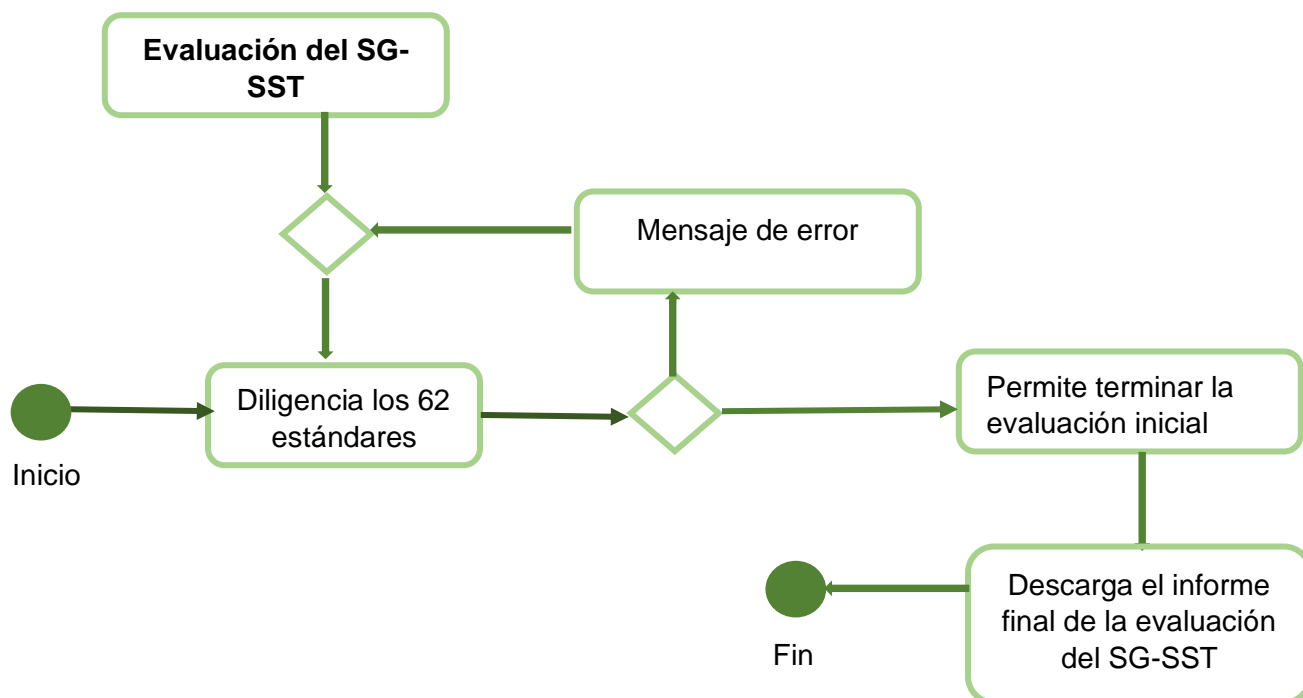 Evaluación del SG-
SST
Mensaje de error
Diligencia los 62
estándares
Permite terminar la
evaluación inicial
Inicio
Descarga el informe
final de la evaluación
del SG-SST
Fin